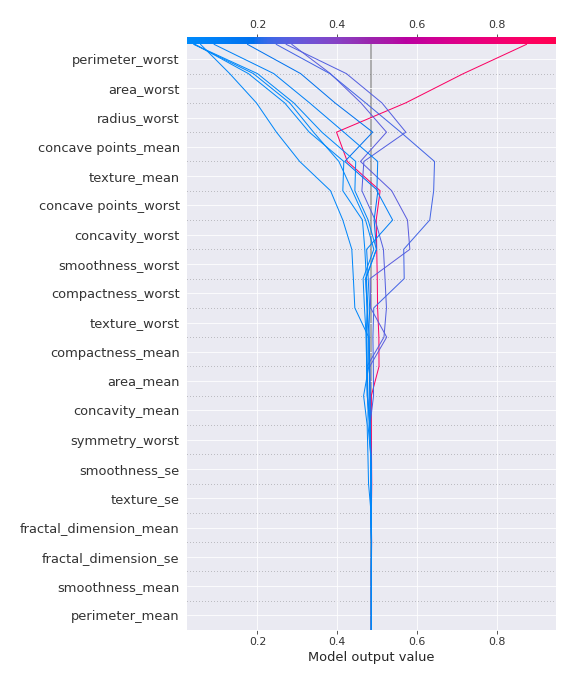 0.2 0.4 0.6 0.8
perimeter_worst
area_worst
radius_worst
concave points_mean
texture_mean
concave points_worst
concavity_worst
smoothness_worst
compactness_worst
texture_worst
compactness_mean
area_mean
concavity_mean
symmetry_worst
smoothness_se
texture_se
fractal_dimension_mean
fractal_dimension_se
smoothness_mean
perimeter_mean
0.2 0.4 0.6 0.8
Model output value